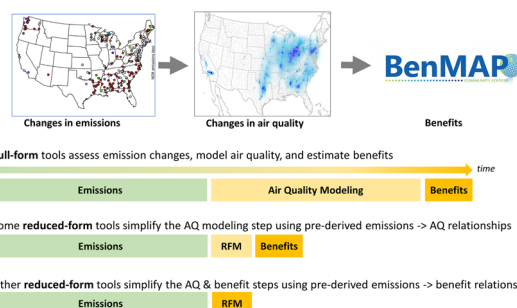 Changes in emissions
Changes in air quality
BenMAP
COMMUNITY EDITION
Benefits
ull-form tools assess emission changes, model air quality, and estimate benefits
time
Emissions
Air Quality Modeling
Benefits
ome reduced-form tools simplify the AQ modeling step using pre-derived emissions -> AQ relationships
Emissions
RFM
Benefits
ther reduced-form tools simplify the AQ & benefit steps using pre-derived emissions -> benefit relations
Emissions
RFM